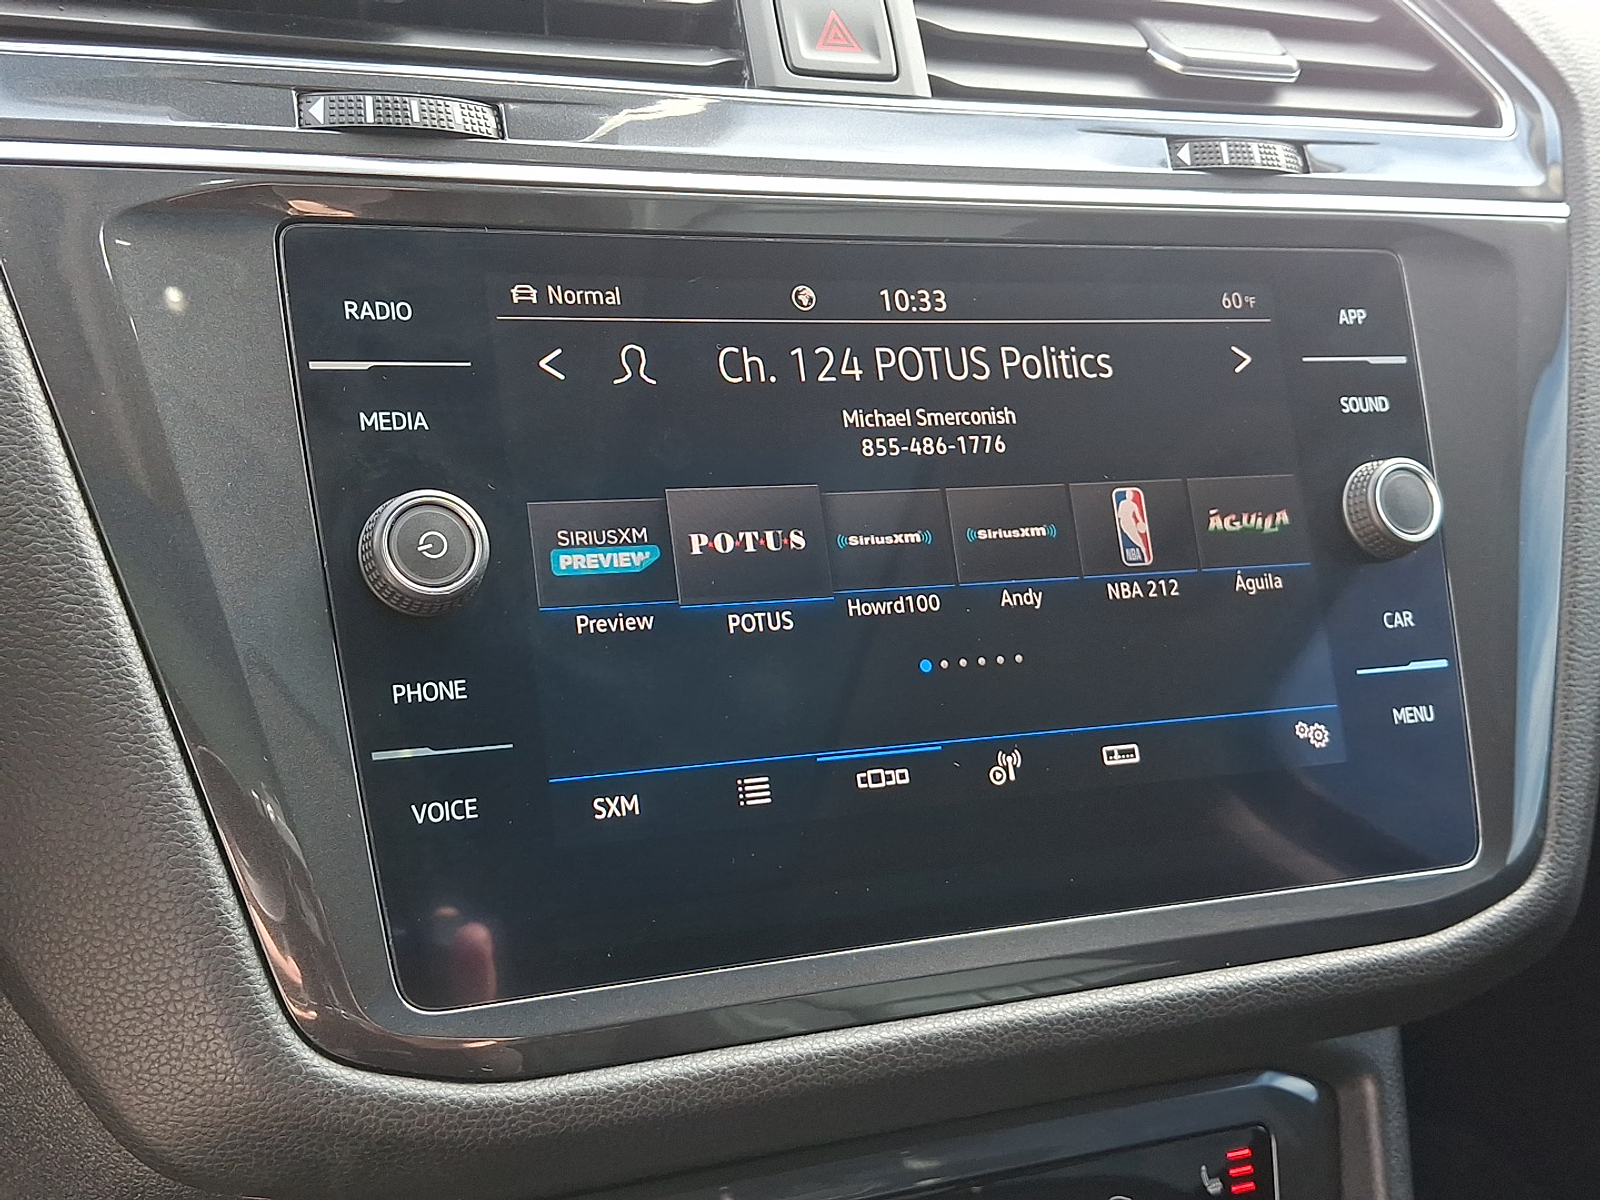 RADIO
MEDIA
PHONE
VOICE
Normal
10:33
60°F
Ch. 124 POTUS Politics
Michael Smerconish
855-486-1776
SIRIUSXM
PREVIEW
P·O·T·U·S
((SiriusXM))
((SiriusXM))
NBA
ÁGUILA
Preview
POTUS
Howrd100
Andy
NBA 212
Águila
SXM
APP
SOUND
CAR
MENU